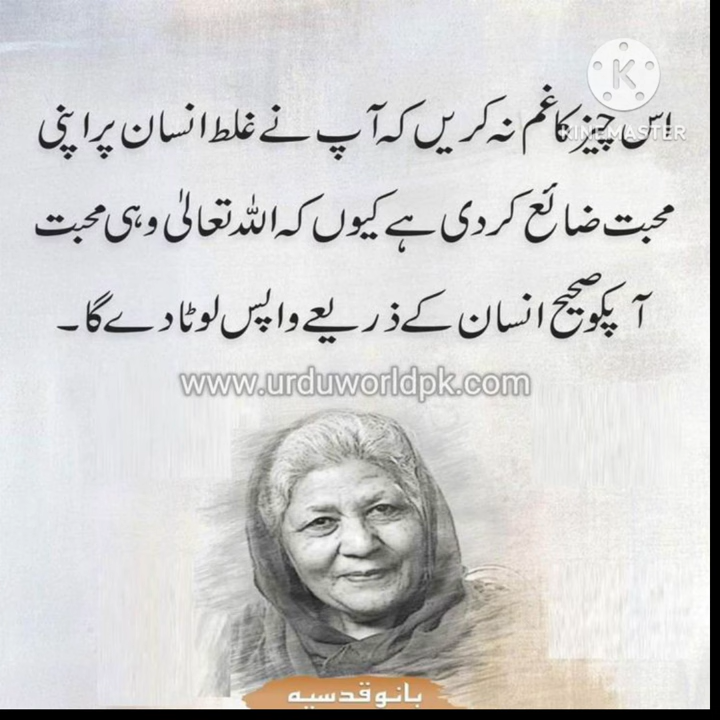 اس چیز کا غم نہ کریں کہ آپ نے غلط انسان پر اپنی
محبت ضائع کر دی ہے کیوں کہ اللہ تعالیٰ وہی محبت
آپکو صحیح انسان کے ذریعے واپس لوٹا دے گا۔
www.urduworldpk.com
بانو قدسیہ
K
KINEMASTER